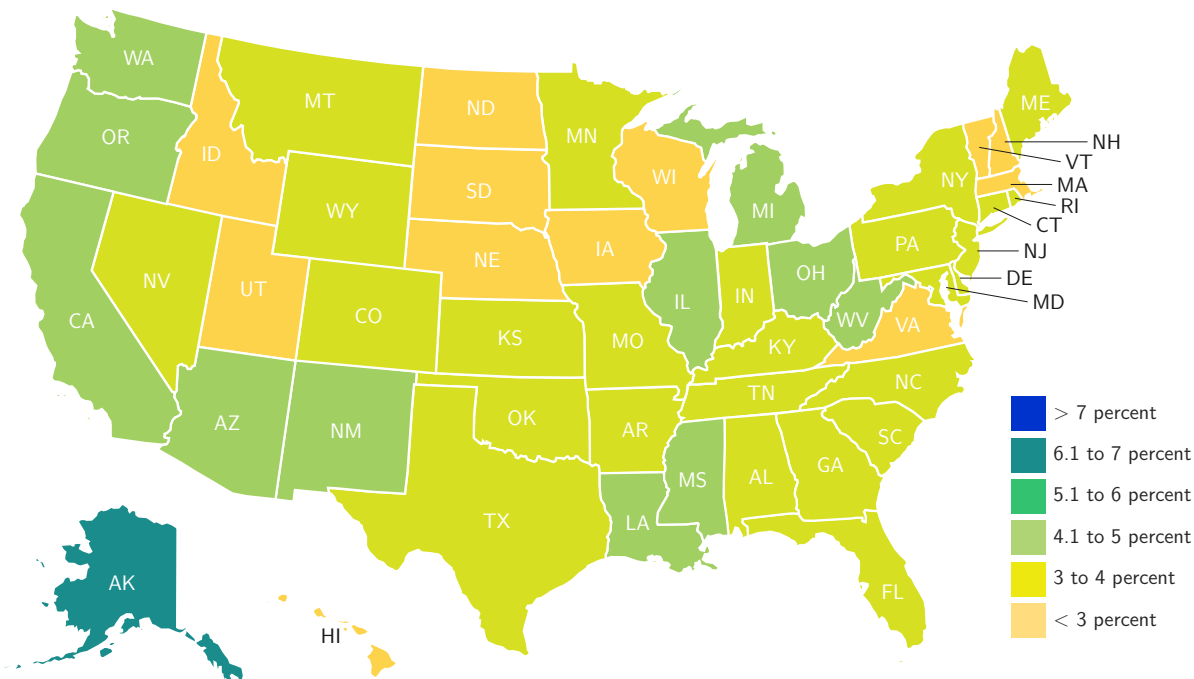 WA
OR
CA
ID
NV
UT
AZ
MT
WY
CO
NM
ND
SD
NE
KS
OK
TX
MN
IA
MO
AR
LA
WI
IL
MS
MI
IN
KY
TN
AL
OH
WV
GA
FL
SC
NC
VA
PA
NY
ME
NH
VT
MA
RI
CT
NJ
DE
MD
AK
HI
> 7 percent
6.1 to 7 percent
5.1 to 6 percent
4.1 to 5 percent
3 to 4 percent
< 3 percent